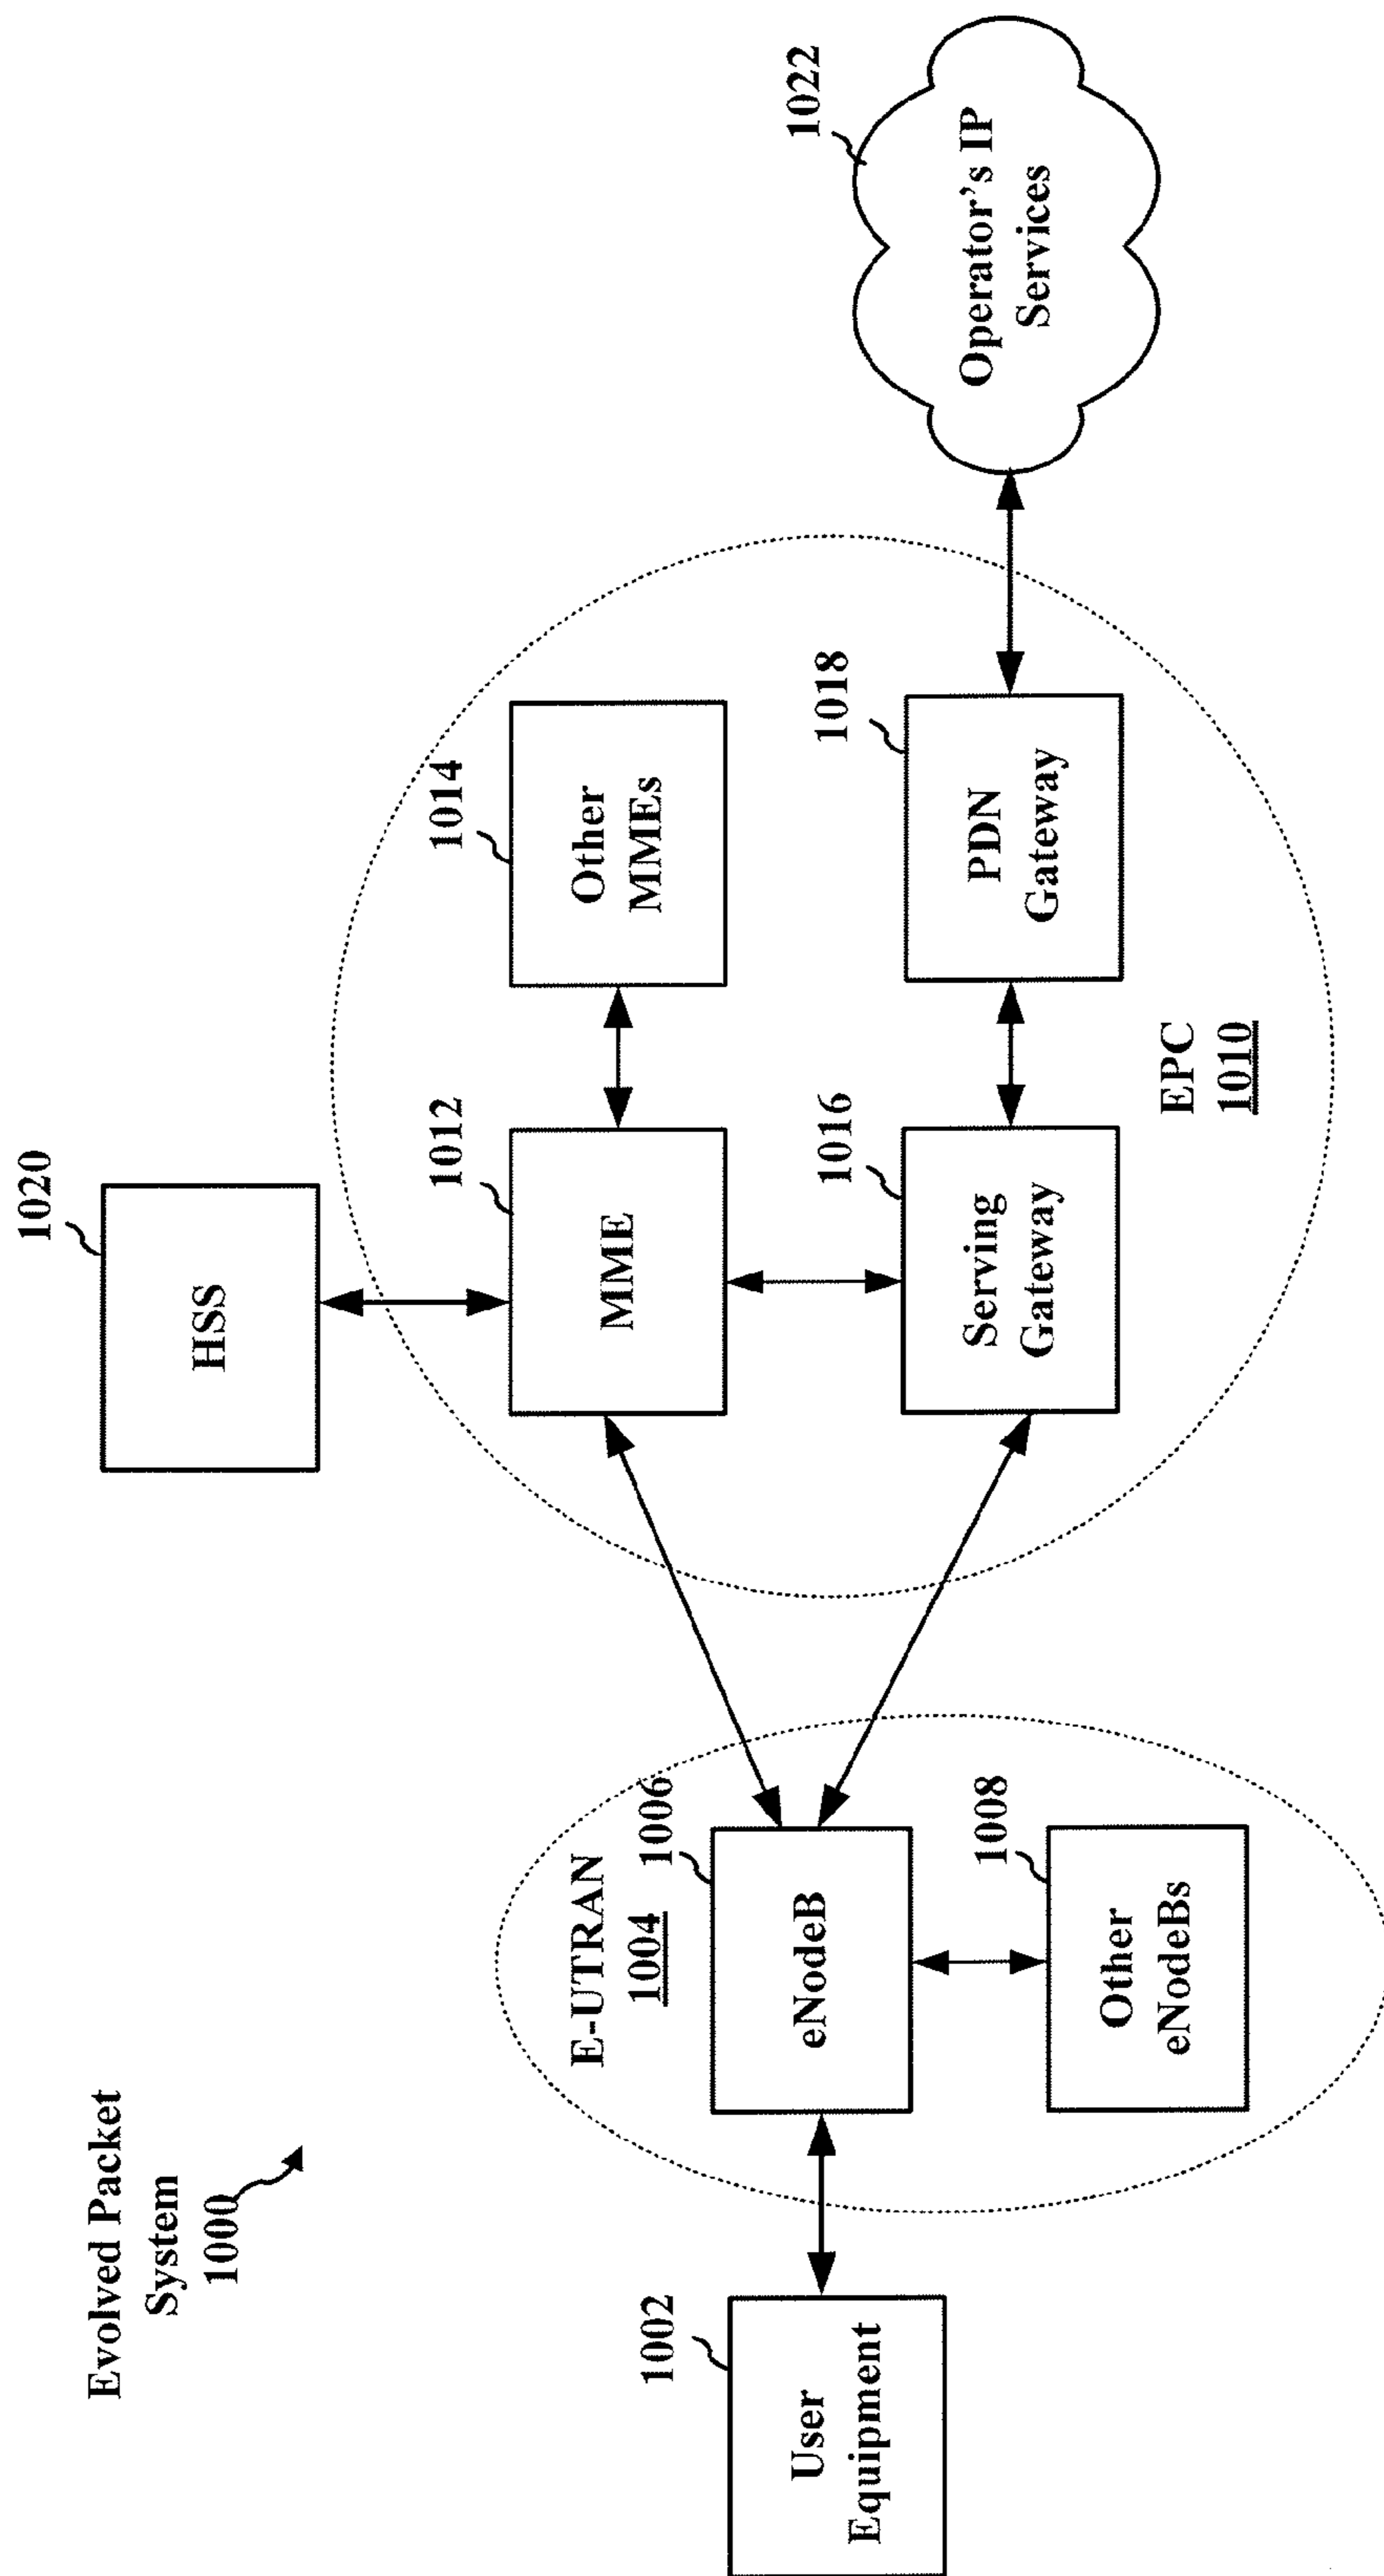 Evolved Packet
System
1000
1020
HSS
E-UTRAN
1004
1006
eNodeB
1008
Other
eNodeBs
1002
User
Equipment
1012
MME
1014
Other
MMEs
1016
Serving
Gateway
1018
PDN
Gateway
EPC
1010
1022
Operator's IP
Services